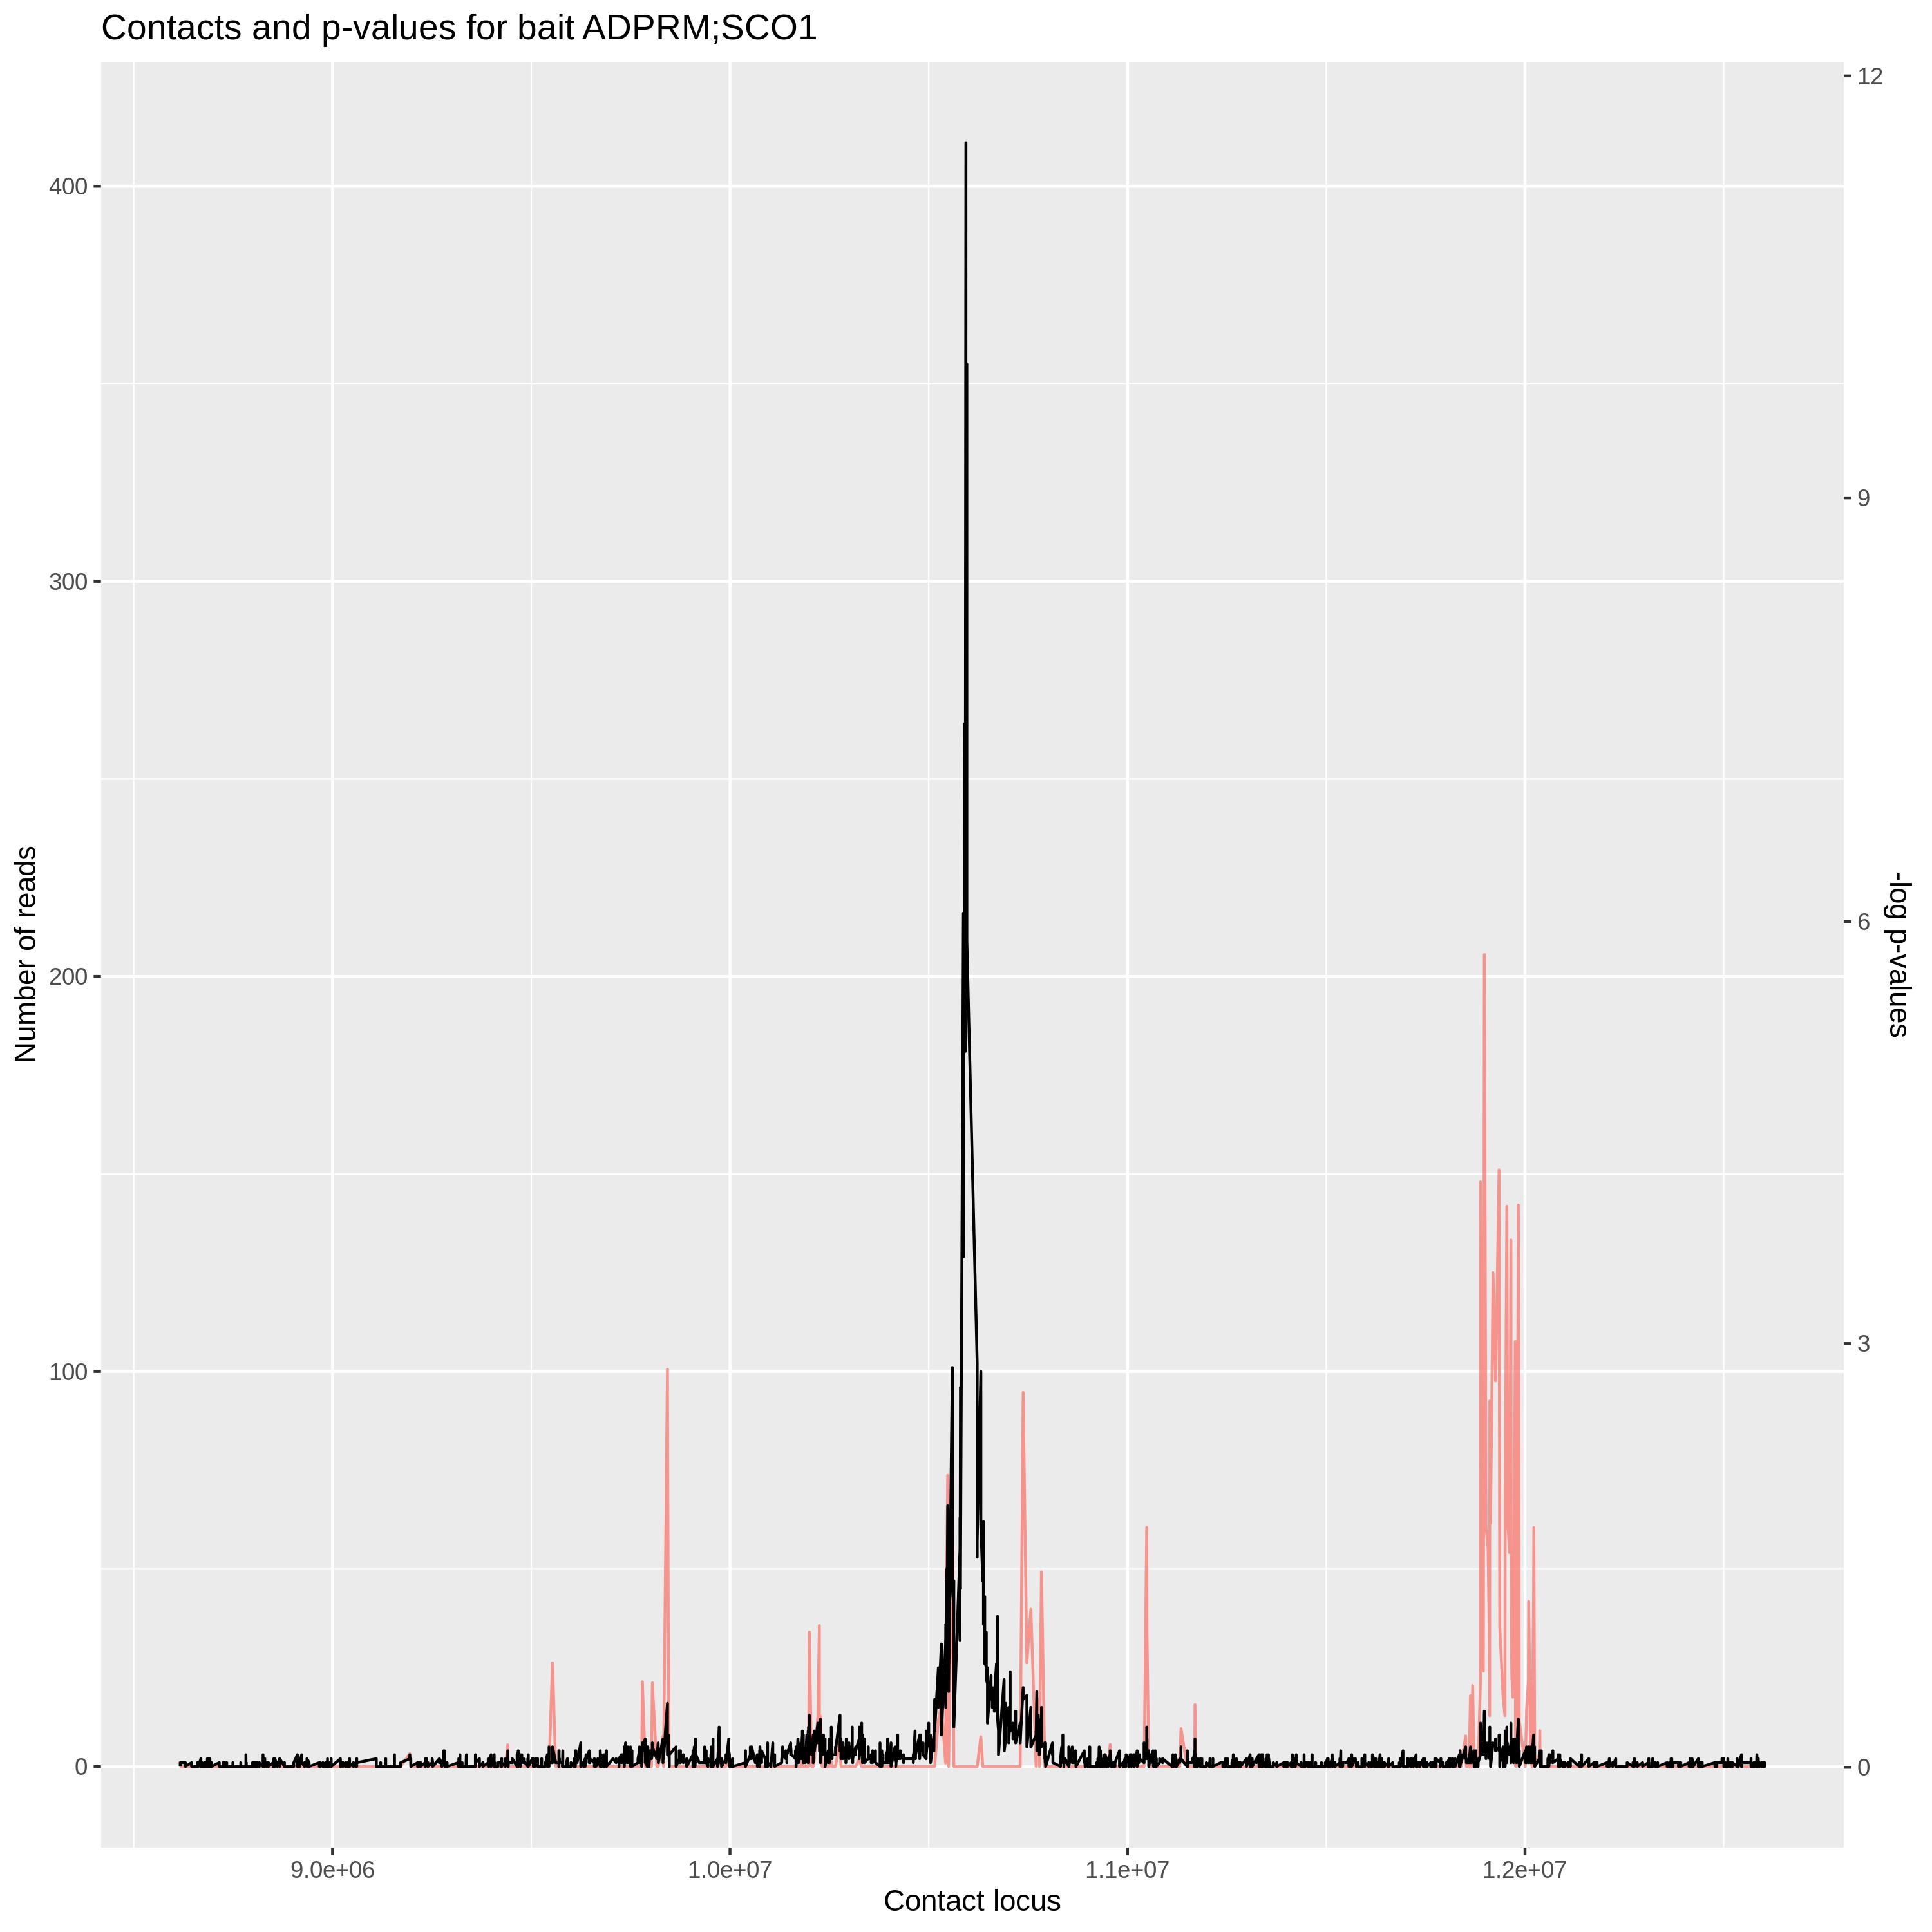 Contacts and p-values for bait ADPRM;SCO1
12
400
9
300
6
200
3
100
0
0
Number of reads
-log p-values
9.0e+06
1.0e+07
1.1e+07
1.2e+07
Contact locus